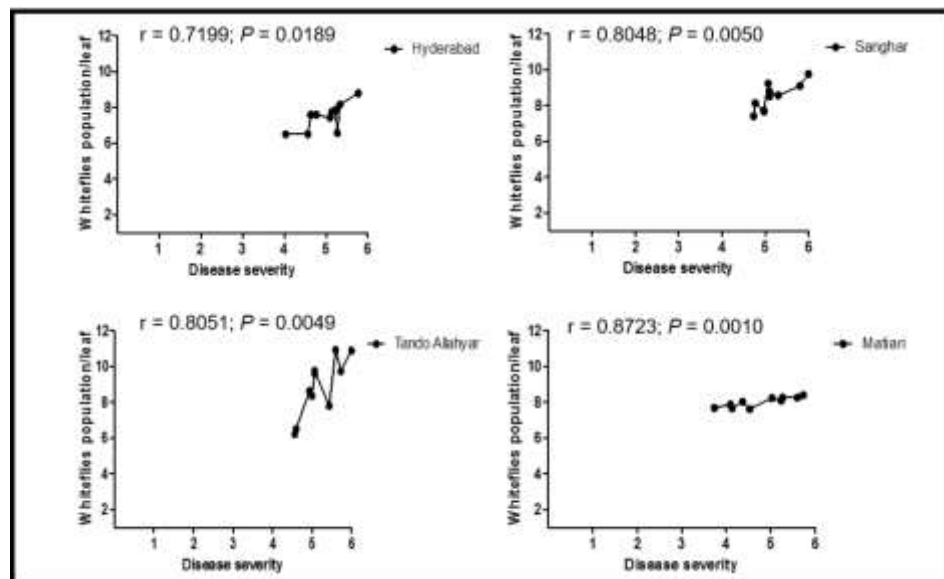 r = 0.7199; P = 0.0189
Hyderabad
Whiteflies population/leaf
12
10
8
6
4
2
1 2 3 4 5 6
Disease severity
r = 0.8048; P = 0.0050
Sanghar
Whiteflies population/leaf
12
10
8
6
4
2
1 2 3 4 5 6
Disease severity
r = 0.8051; P = 0.0049
Tando Allahyar
Whiteflies population/leaf
12
10
8
6
4
2
1 2 3 4 5 6
Disease severity
r = 0.8723; P = 0.0010
Matiari
Whiteflies population/leaf
12
10
8
6
4
2
1 2 3 4 5 6
Disease severity